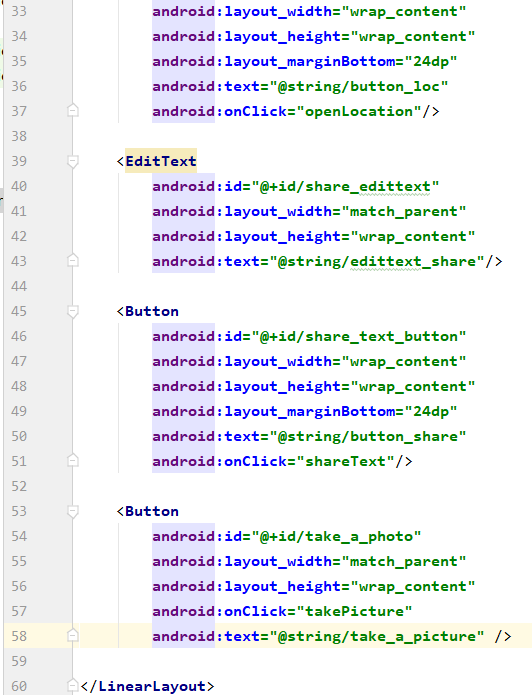 33 android:layout_width="wrap_content"
34 android:layout_height="wrap_content"
35 android:layout_marginBottom="24dp"
36 android:text="@string/button_loc"
37 android:onClick="openLocation"/>
38
39 <EditText
40 android:id="@+id/share_edittext"
41 android:layout_width="match_parent"
42 android:layout_height="wrap_content"
43 android:text="@string/edittext_share"/>
44
45 <Button
46 android:id="@+id/share_text_button"
47 android:layout_width="wrap_content"
48 android:layout_height="wrap_content"
49 android:layout_marginBottom="24dp"
50 android:text="@string/button_share"
51 android:onClick="shareText"/>
52
53 <Button
54 android:id="@+id/take_a_photo"
55 android:layout_width="match_parent"
56 android:layout_height="wrap_content"
57 android:onClick="takePicture"
58 android:text="@string/take_a_picture" />
59
60 </LinearLayout>